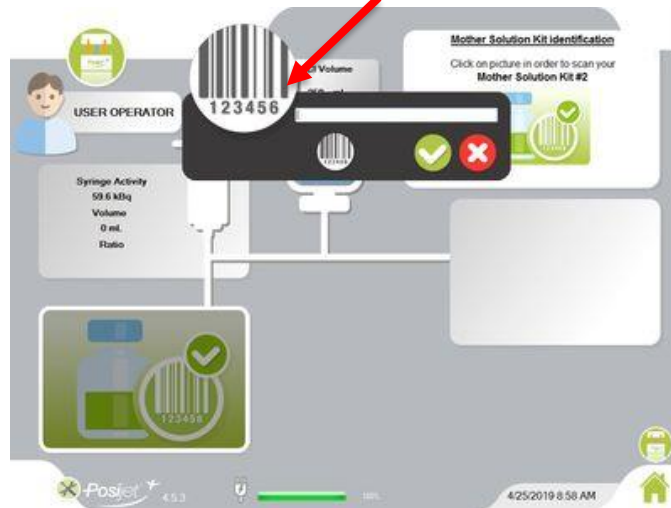 Mother Solution Kit identification
Click on picture in order to scan your
Mother Solution Kit #2
Volume
123456
USER OPERATOR
123456
Syringe Activity
59.6 kBq
Volume
0 mL
Ratio
123456
Posijet+ 4.5.3
100%
4/25/2019 8:58 AM